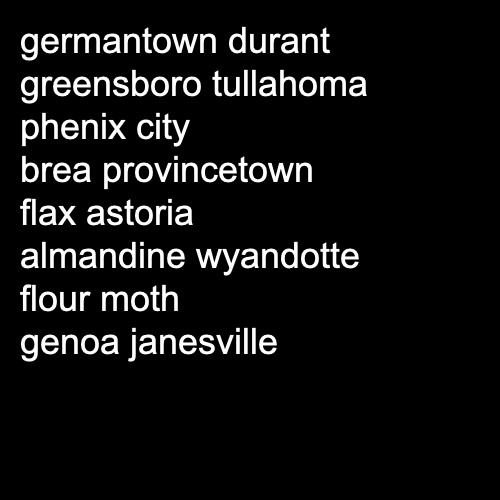 germantown durant
greensboro tullahoma
phenix city
brea provincetown
flax astoria
almandine wyandotte
flour moth
genoa janesville